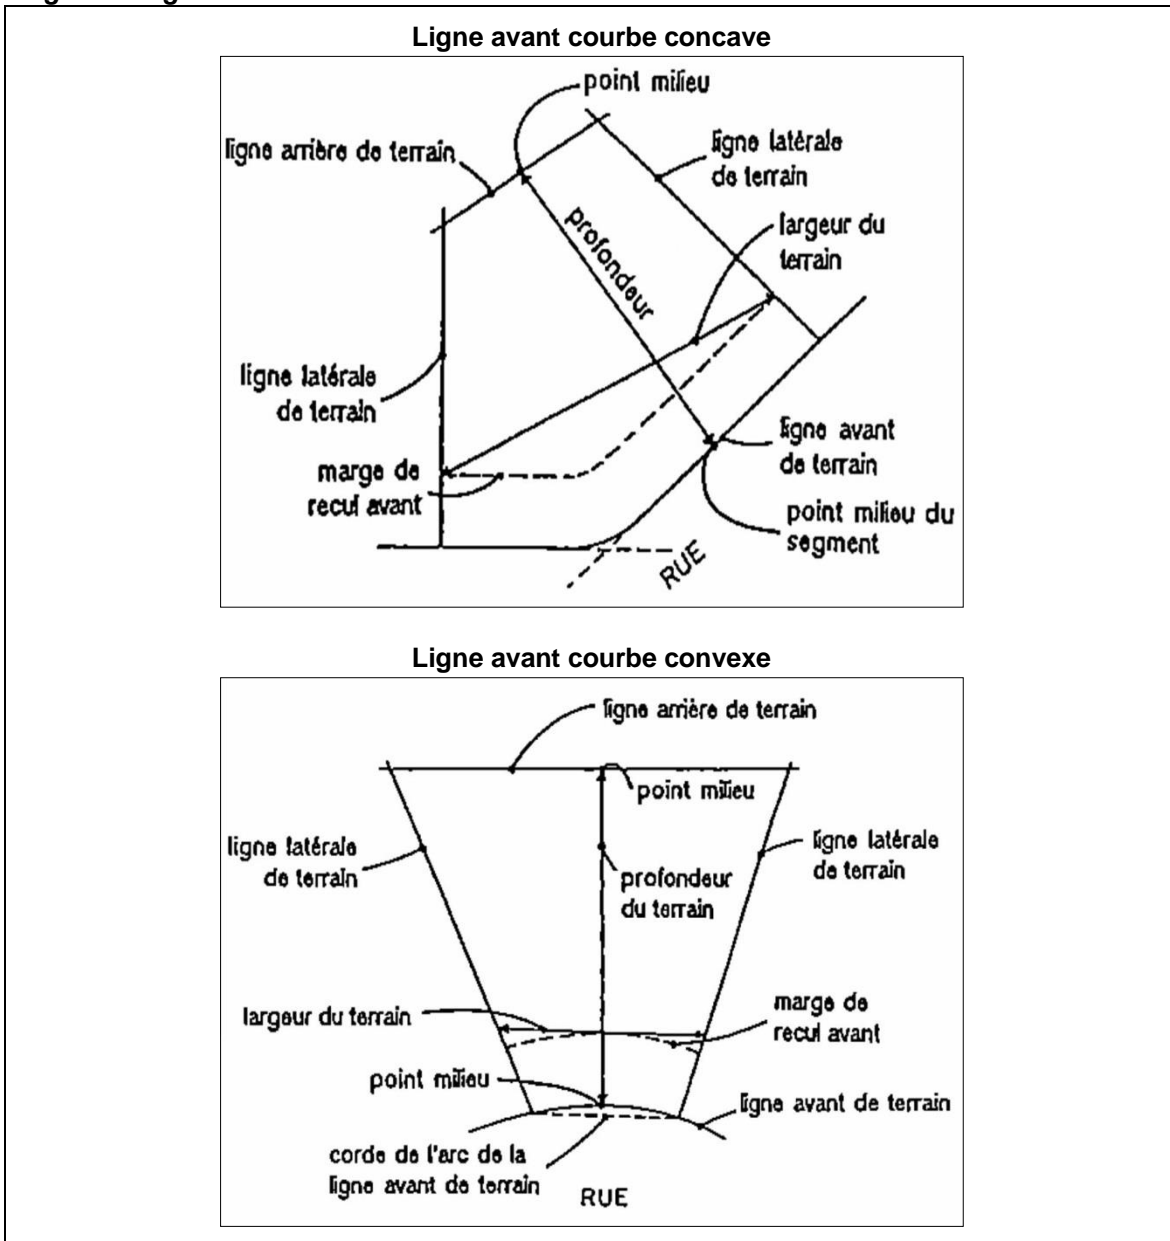 Ligne avant courbe concave
point milieu
ligne arrière de terrain
ligne latérale
de terrain
largeur du
terrain
profondeur
ligne latérale
de terrain
marge de
recul avant
ligne avant
de terrain
point milieu du
segment
RUE
Ligne avant courbe convexe
ligne arrière de terrain
point milieu
ligne latérale
de terrain
ligne latérale
de terrain
profondeur
du terrain
largeur du terrain
marge de
recul avant
point milieu
ligne avant de terrain
corde de l'arc de la
ligne avant de terrain
RUE